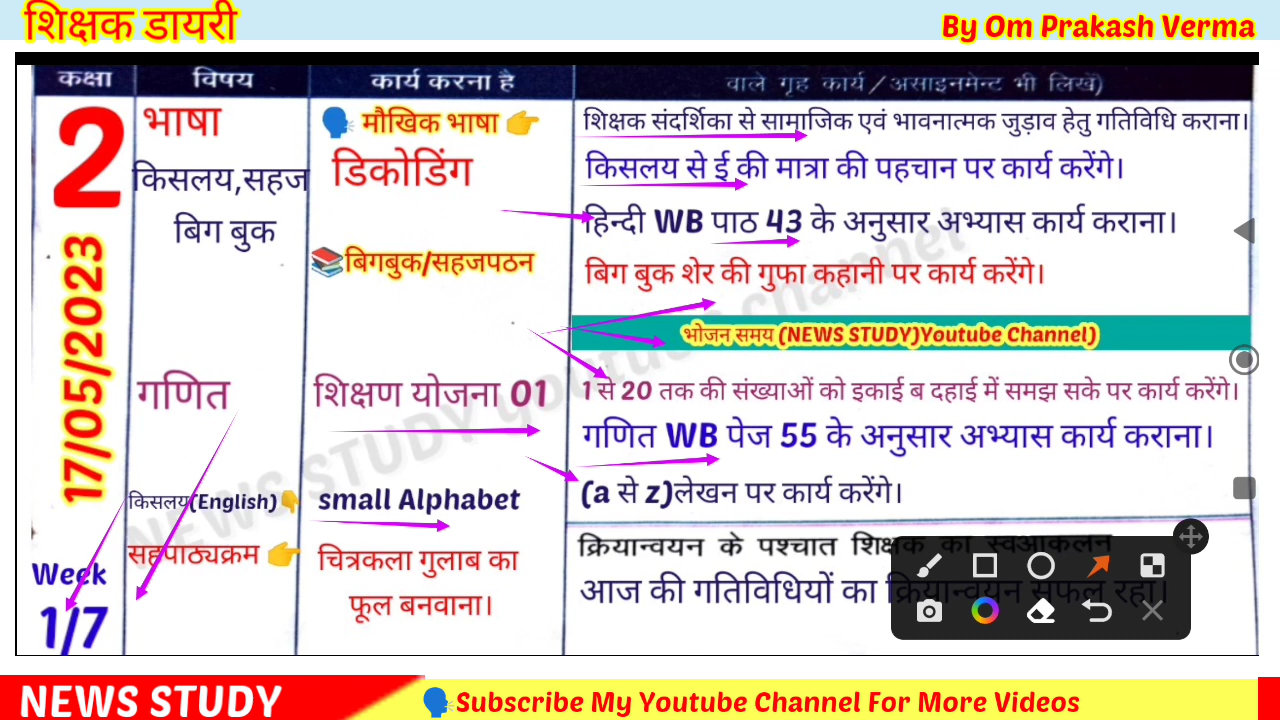 शिक्षक डायरी
By Om Prakash Verma
कक्षा
विषय
कार्य करना है
वाले गृह कार्य/असाइनमेन्ट भी लिखें)
2
17/05/2023
Week
1/7
भाषा
किसलय,सहज
बिग बुक
🗣️ मौखिक भाषा 👉
डिकोडिंग
📚बिगबुक/सहजपठन
शिक्षक संदर्शिका से सामाजिक एवं भावनात्मक जुड़ाव हेतु गतिविधि कराना।
किसलय से ई की मात्रा की पहचान पर कार्य करेंगे।
हिन्दी WB पाठ 43 के अनुसार अभ्यास कार्य कराना।
बिग बुक शेर की गुफा कहानी पर कार्य करेंगे।
भोजन समय (NEWS STUDY)Youtube Channel)
गणित
शिक्षण योजना 01
1 से 20 तक की संख्याओं को इकाई ब दहाई में समझ सके पर कार्य करेंगे।
गणित WB पेज 55 के अनुसार अभ्यास कार्य कराना।
किसलय(English)👇
small Alphabet
(a से z)लेखन पर कार्य करेंगे।
सहपाठ्यक्रम 👉
चित्रकला गुलाब का
फूल बनवाना।
क्रियान्वयन के पश्चात शिक्षक का स्वआकलन
आज की गतिविधियों का क्रियान्वयन सफल रहा।
NEWS STUDY youtube channel
NEWS STUDY
🗣️Subscribe My Youtube Channel For More Videos